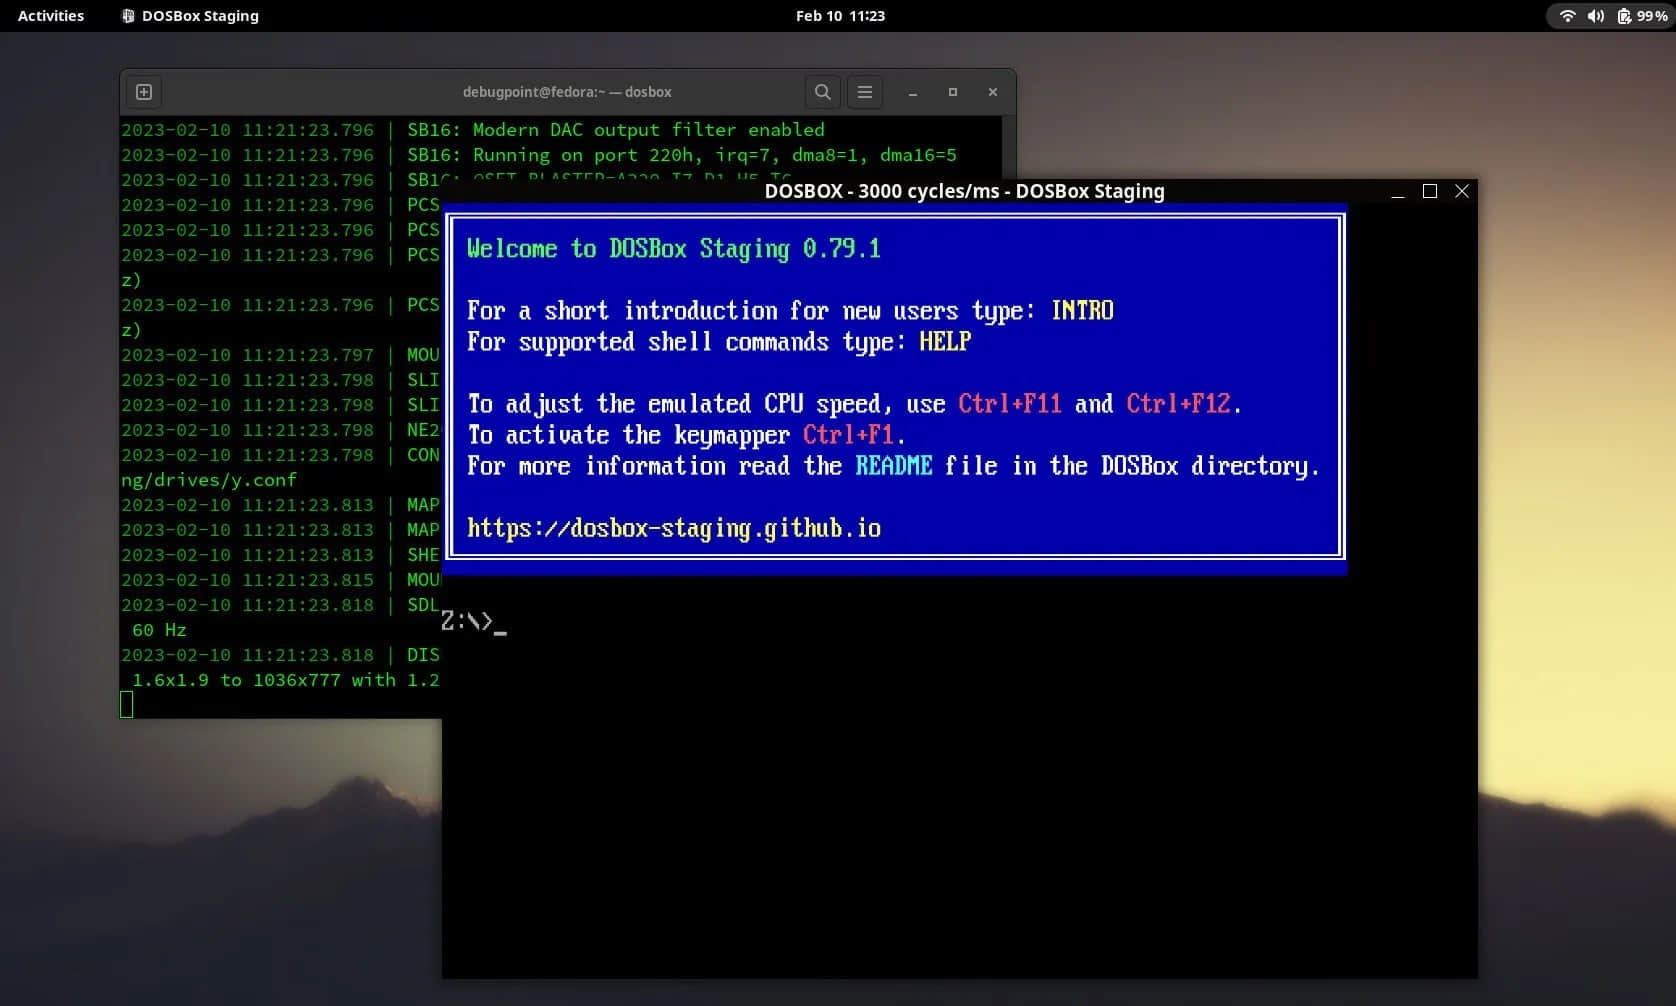 Activities DOSBox Staging Feb 10 11:23 99%
debugpoint@fedora:~ — dosbox
2023-02-10 11:21:23.796 | SB16: Modern DAC output filter enabled
2023-02-10 11:21:23.796 | SB16: Running on port 220h, irq=7, dma8=1, dma16=5
2023-02-10 11:21:23.796 | SB16:
2023-02-10 11:21:23.796 | PCS
2023-02-10 11:21:23.796 | PCS
2023-02-10 11:21:23.796 | PCS
z)
2023-02-10 11:21:23.796 | PCS
z)
2023-02-10 11:21:23.797 | MOU
2023-02-10 11:21:23.798 | SLI
2023-02-10 11:21:23.798 | SLI
2023-02-10 11:21:23.798 | NE2
2023-02-10 11:21:23.798 | CON
ng/drives/y.conf
2023-02-10 11:21:23.813 | MAP
2023-02-10 11:21:23.813 | MAP
2023-02-10 11:21:23.813 | SHE
2023-02-10 11:21:23.815 | MOU
2023-02-10 11:21:23.818 | SDL
60 Hz
2023-02-10 11:21:23.818 | DIS
1.6x1.9 to 1036x777 with 1.2
DOSBOX - 3000 cycles/ms - DOSBox Staging
Welcome to DOSBox Staging 0.79.1
For a short introduction for new users type: INTRO
For supported shell commands type: HELP
To adjust the emulated CPU speed, use Ctrl+F11 and Ctrl+F12.
To activate the keymapper Ctrl+F1.
For more information read the README file in the DOSBox directory.
https://dosbox-staging.github.io
Z:\>_